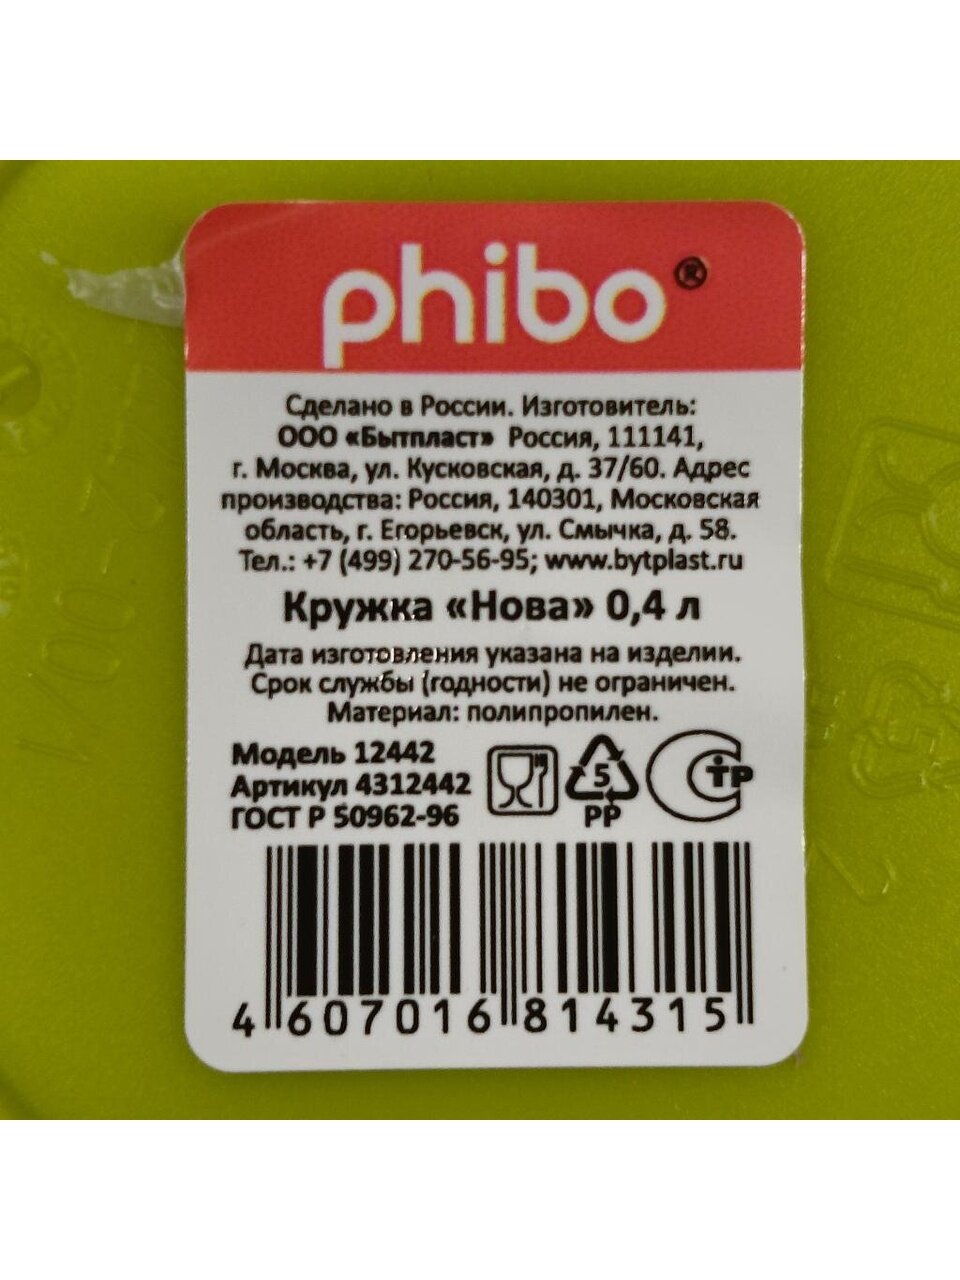 phibo®
Сделано в России. Изготовитель:
ООО «Бытпласт» Россия, 111141,
г. Москва, ул. Кусковская, д. 37/60. Адрес
производства: Россия, 140301, Московская
область, г. Егорьевск, ул. Смычка, д. 58.
Тел.: +7 (499) 270-56-95; www.bytplast.ru
Кружка «Нова» 0,4 л
Дата изготовления указана на изделии.
Срок службы (годности) не ограничен.
Материал: полипропилен.
Модель 12442
Артикул 4312442
ГОСТ Р 50962-96
5
PP
СТР
4 607016 814315